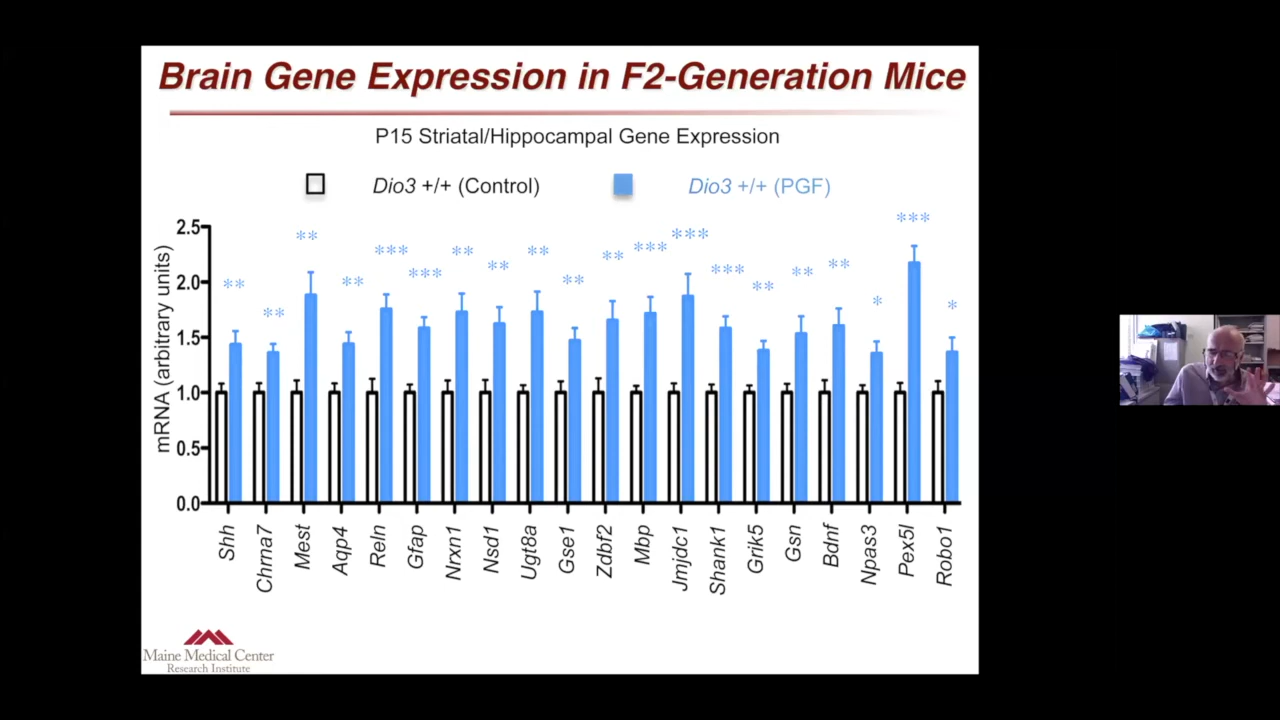 Brain Gene Expression in F2-Generation Mice
P15 Striatal/Hippocampal Gene Expression
Dio3 +/+ (Control)
Dio3 +/+ (PGF)
mRNA (arbitrary units)
2.5
2.0
1.5
1.0
0.5
0.0
** ** ** ** *** *** ** ** ** ** ** *** *** *** ** ** ** * *** *
Shh
Chrna7
Mest
Aqp4
Reln
Gfap
Nrxn1
Nsd1
Ugt8a
Gse1
Zdbf2
Mbp
Jmjdc1
Shank1
Grik5
Gsn
Bdnf
Npas3
Pex5l
Robo1
Maine Medical Center
Research Institute